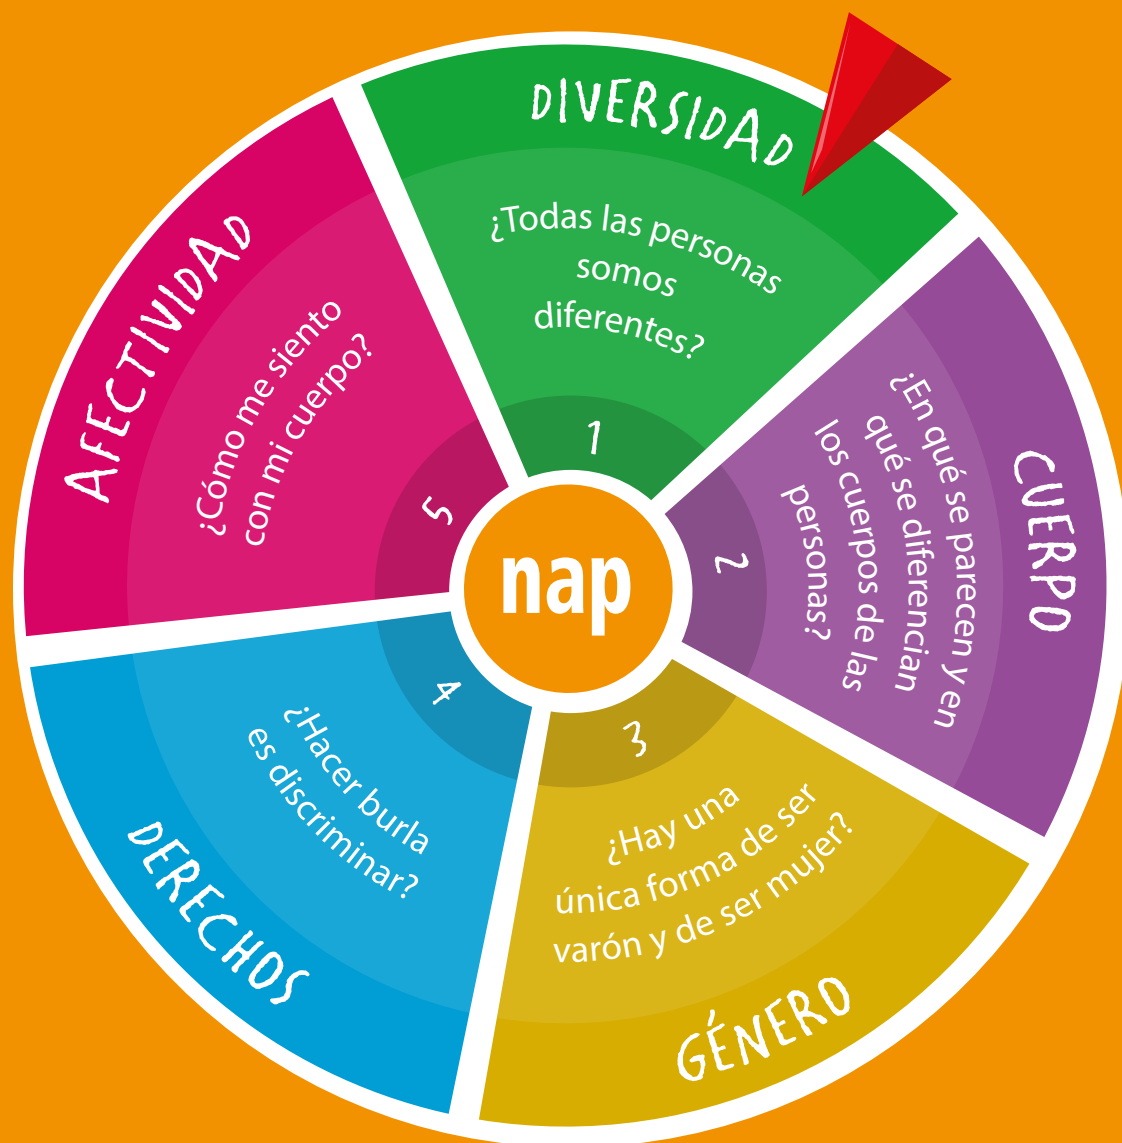 DIVERSIDAD
¿Todas las personas
somos
diferentes?
1
CUERPO
¿En qué se parecen y en
qué se diferencian
los cuerpos de las
personas?
2
GÉNERO
¿Hay una
única forma de ser
varón y de ser mujer?
3
DERECHOS
¿Hacer burla
es discriminar?
4
AFECTIVIDAD
¿Cómo me siento
con mi cuerpo?
5
nap